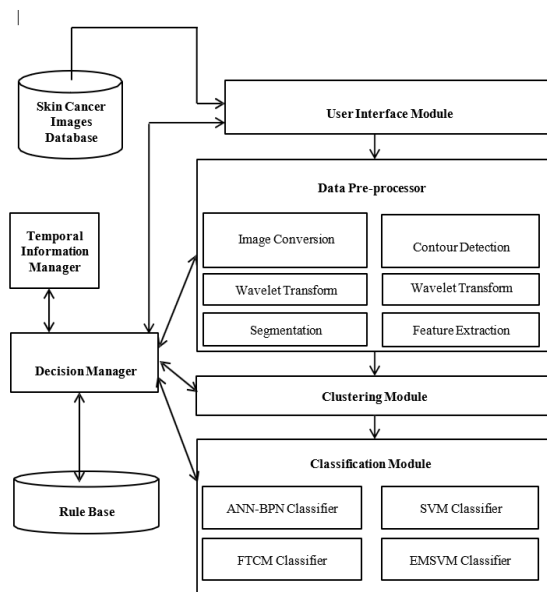 Skin Cancer
Images
Database
User Interface Module
Data Pre-processor
Image Conversion
Contour Detection
Wavelet Transform
Wavelet Transform
Segmentation
Feature Extraction
Temporal
Information
Manager
Decision Manager
Clustering Module
Classification Module
ANN-BPN Classifier
SVM Classifier
FTCM Classifier
EMSVM Classifier
Rule Base